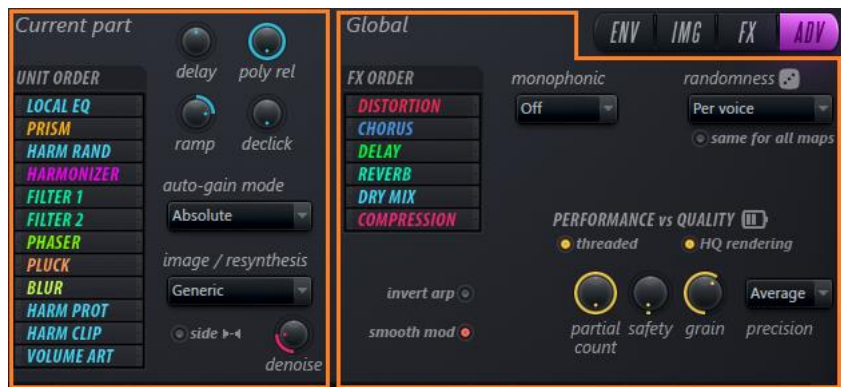 Current part
delay
poly rel
UNIT ORDER
LOCAL EQ
PRISM
HARM RAND
HARMONIZER
FILTER 1
FILTER 2
PHASER
PLUCK
BLUR
HARM PROT
HARM CLIP
VOLUME ART
ramp
declick
auto-gain mode
Absolute
image / resynthesis
Generic
side
denoise
Global
ENV
IMG
FX
ADV
FX ORDER
DISTORTION
CHORUS
DELAY
REVERB
DRY MIX
COMPRESSION
monophonic
Off
randomness
Per voice
same for all maps
PERFORMANCE vs QUALITY
threaded
HQ rendering
invert arp
smooth mod
partial
count
safety
grain
Average
precision